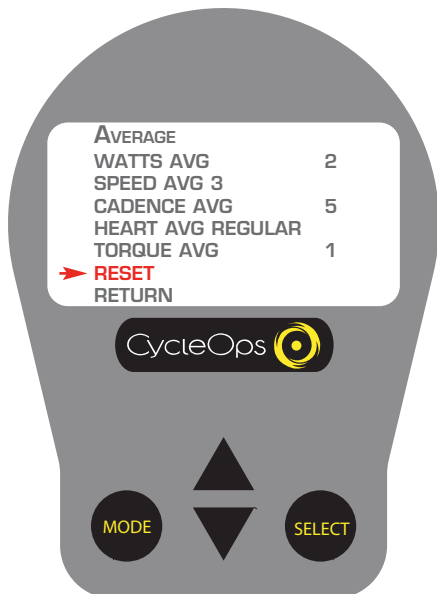 AVERAGE
WATTS AVG 2
SPEED AVG 3
CADENCE AVG 5
HEART AVG REGULAR
TORQUE AVG 1
RESET
RETURN
CycleOps
MODE SELECT